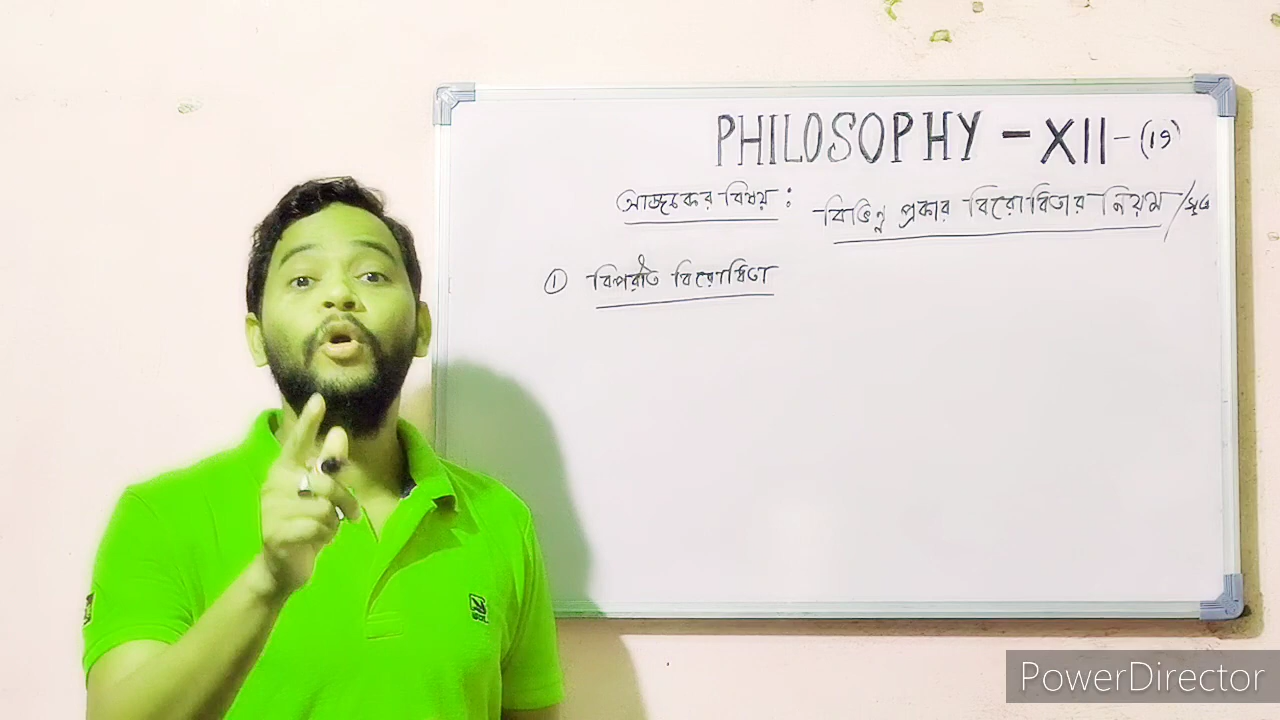 PHILOSOPHY - XII - (19)
আজকের বিষয় : বিভিন্ন প্রকার বিরোধিতার নিয়ম / সূত্র
① বিপরীত বিরোধিতা
PowerDirector